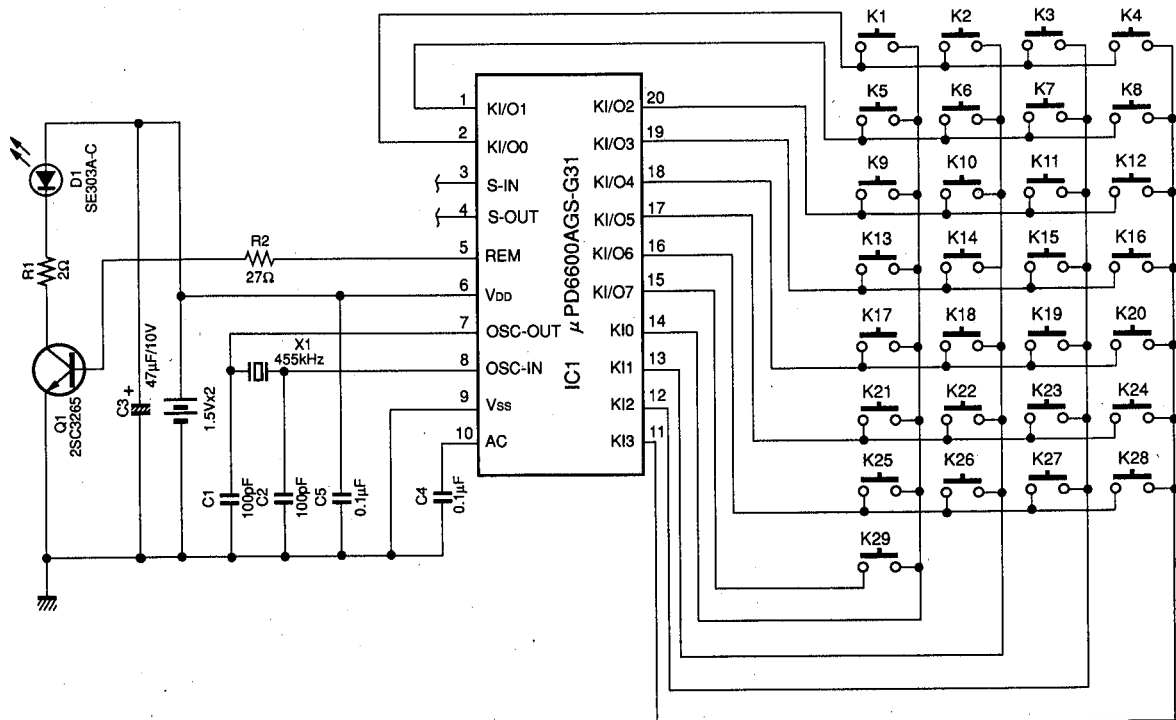 K1
K2
K3
K4
K5
K6
K7
K8
K9
K10
K11
K12
K13
K14
K15
K16
K17
K18
K19
K20
K21
K22
K23
K24
K25
K26
K27
K28
K29
1 KI/O1
2 KI/O0
3 S-IN
4 S-OUT
5 REM
6 VDD
7 OSC-OUT
8 OSC-IN
9 VSS
10 AC
20 KI/O2
19 KI/O3
18 KI/O4
17 KI/O5
16 KI/O6
15 KI/O7
14 KI0
13 KI1
12 KI2
11 KI3
IC1
μPD6600AGS-G31
D1
SE303A-C
R1
2Ω
R2
27Ω
Q1
2SC3265
C3 +
47μF/10V
1.5Vx2
X1
455kHz
C1
100pF
C2
100pF
C5
0.1μF
C4
0.1μF